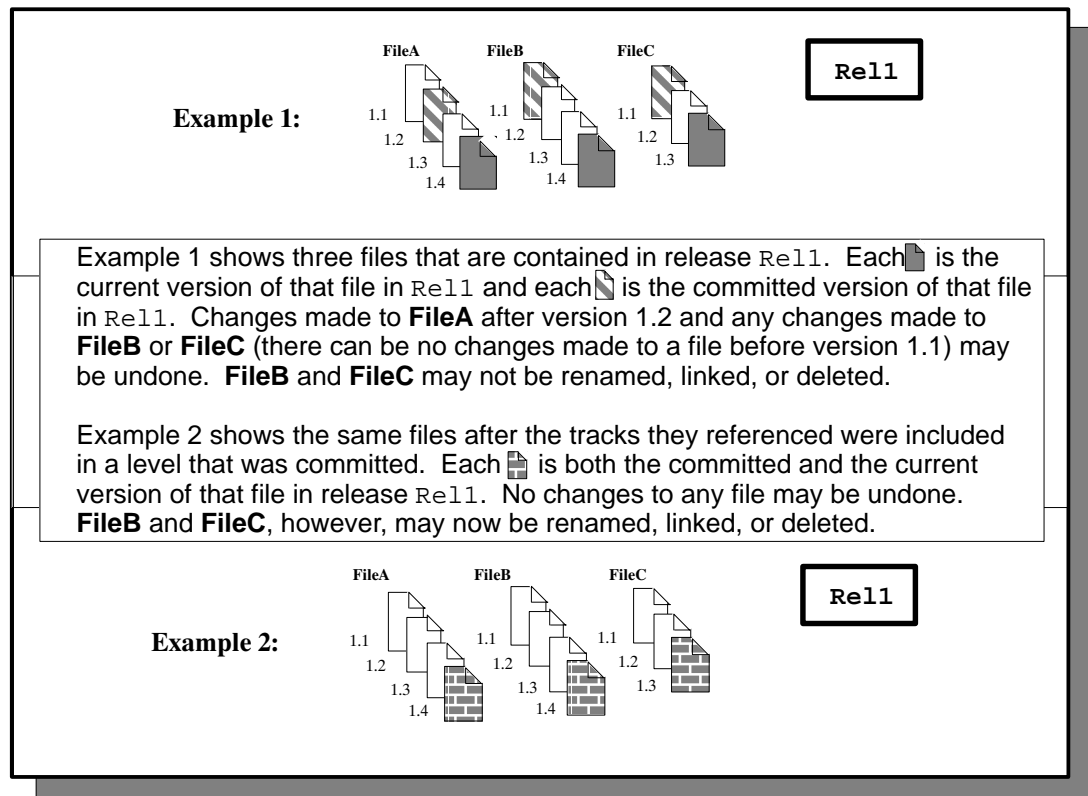 FileA FileB FileC
Rel1
Example 1:
1.1 1.1 1.1
1.2 1.2 1.2
1.3 1.3 1.3
1.4 1.4
Example 1 shows three files that are contained in release Rel1. Each is the
current version of that file in Rel1 and each is the committed version of that file
in Rel1. Changes made to FileA after version 1.2 and any changes made to
FileB or FileC (there can be no changes made to a file before version 1.1) may
be undone. FileB and FileC may not be renamed, linked, or deleted.
Example 2 shows the same files after the tracks they referenced were included
in a level that was committed. Each is both the committed and the current
version of that file in release Rel1. No changes to any file may be undone.
FileB and FileC, however, may now be renamed, linked, or deleted.
FileA FileB FileC
Rel1
Example 2:
1.1 1.1 1.1
1.2 1.2 1.2
1.3 1.3 1.3
1.4 1.4